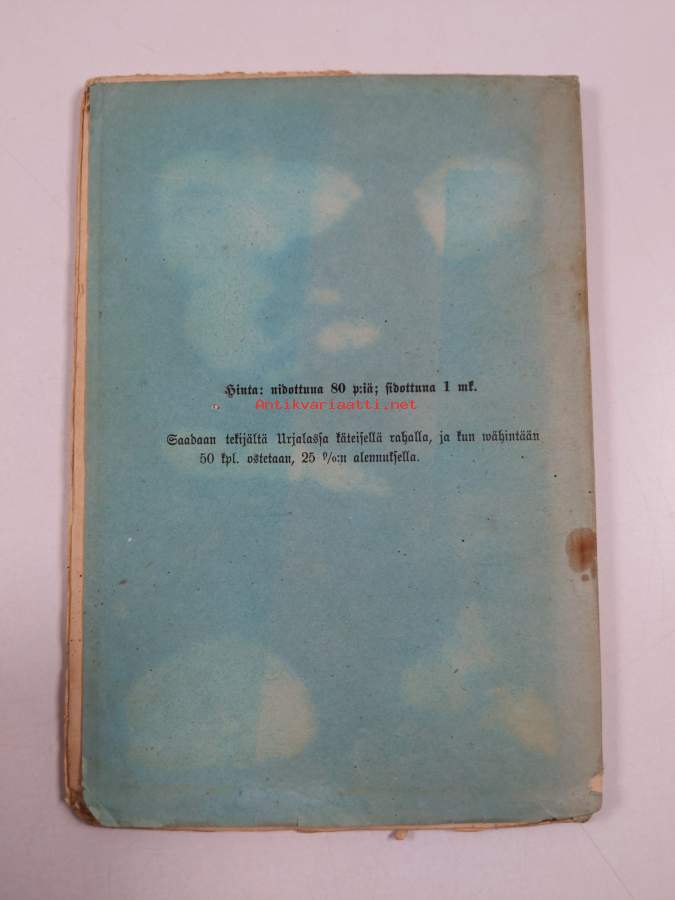 Hinta: nidottuna 80 p:iä; sidottuna 1 mk.
Antikvariaatti.net
Saadaan tekijältä Urjalassa käteisellä rahalla, ja kun wähintään
50 kpl. ostetaan, 25 %:n alennuksella.